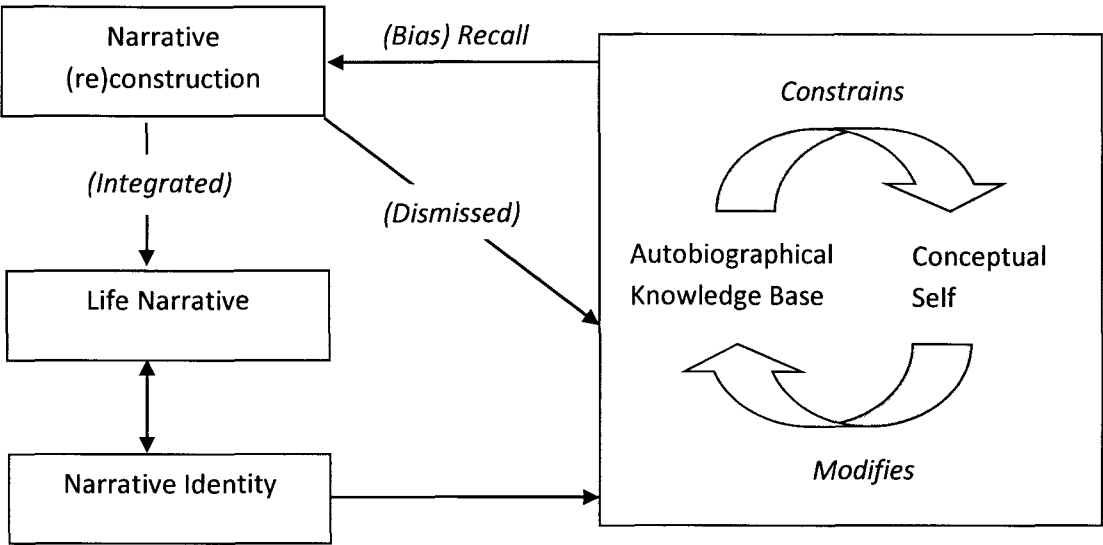 Narrative
(re)construction
(Bias) Recall
(Integrated)
(Dismissed)
Life Narrative
Narrative Identity
Constrains
Autobiographical
Knowledge Base
Conceptual
Self
Modifies